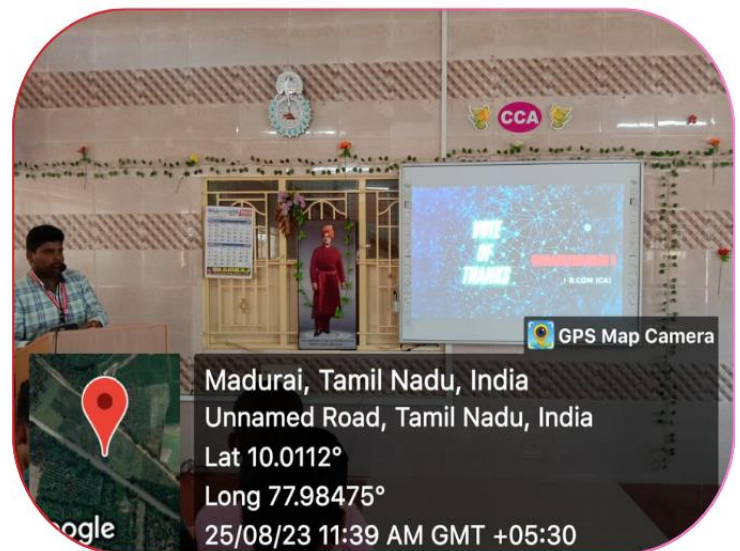 CCA
VOTE
OF
THANKS
I-B.COM (CA)
GPS Map Camera
Madurai, Tamil Nadu, India
Unnamed Road, Tamil Nadu, India
Lat 10.0112°
Long 77.98475°
25/08/23 11:39 AM GMT +05:30
oogle